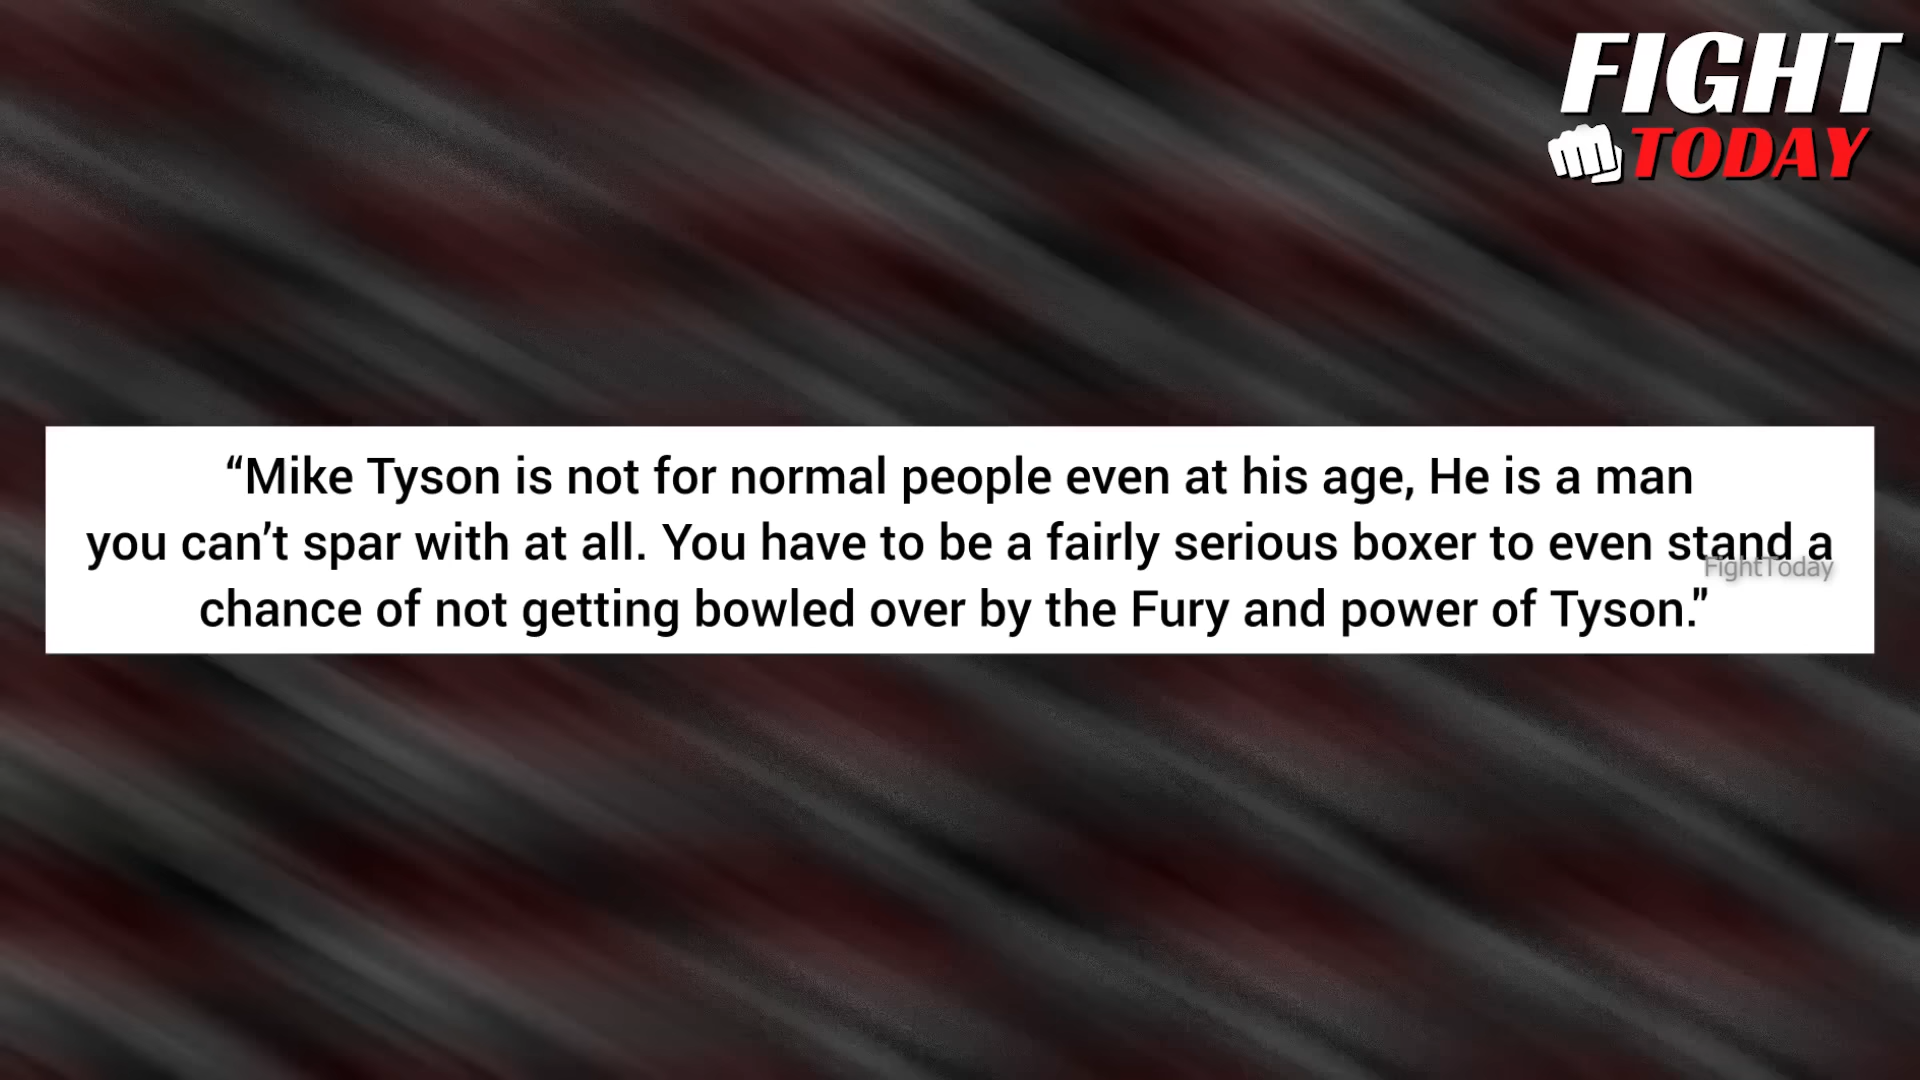 FIGHT
TODAY
“Mike Tyson is not for normal people even at his age, He is a man
you can’t spar with at all. You have to be a fairly serious boxer to even stand a
FightToday
chance of not getting bowled over by the Fury and power of Tyson.”